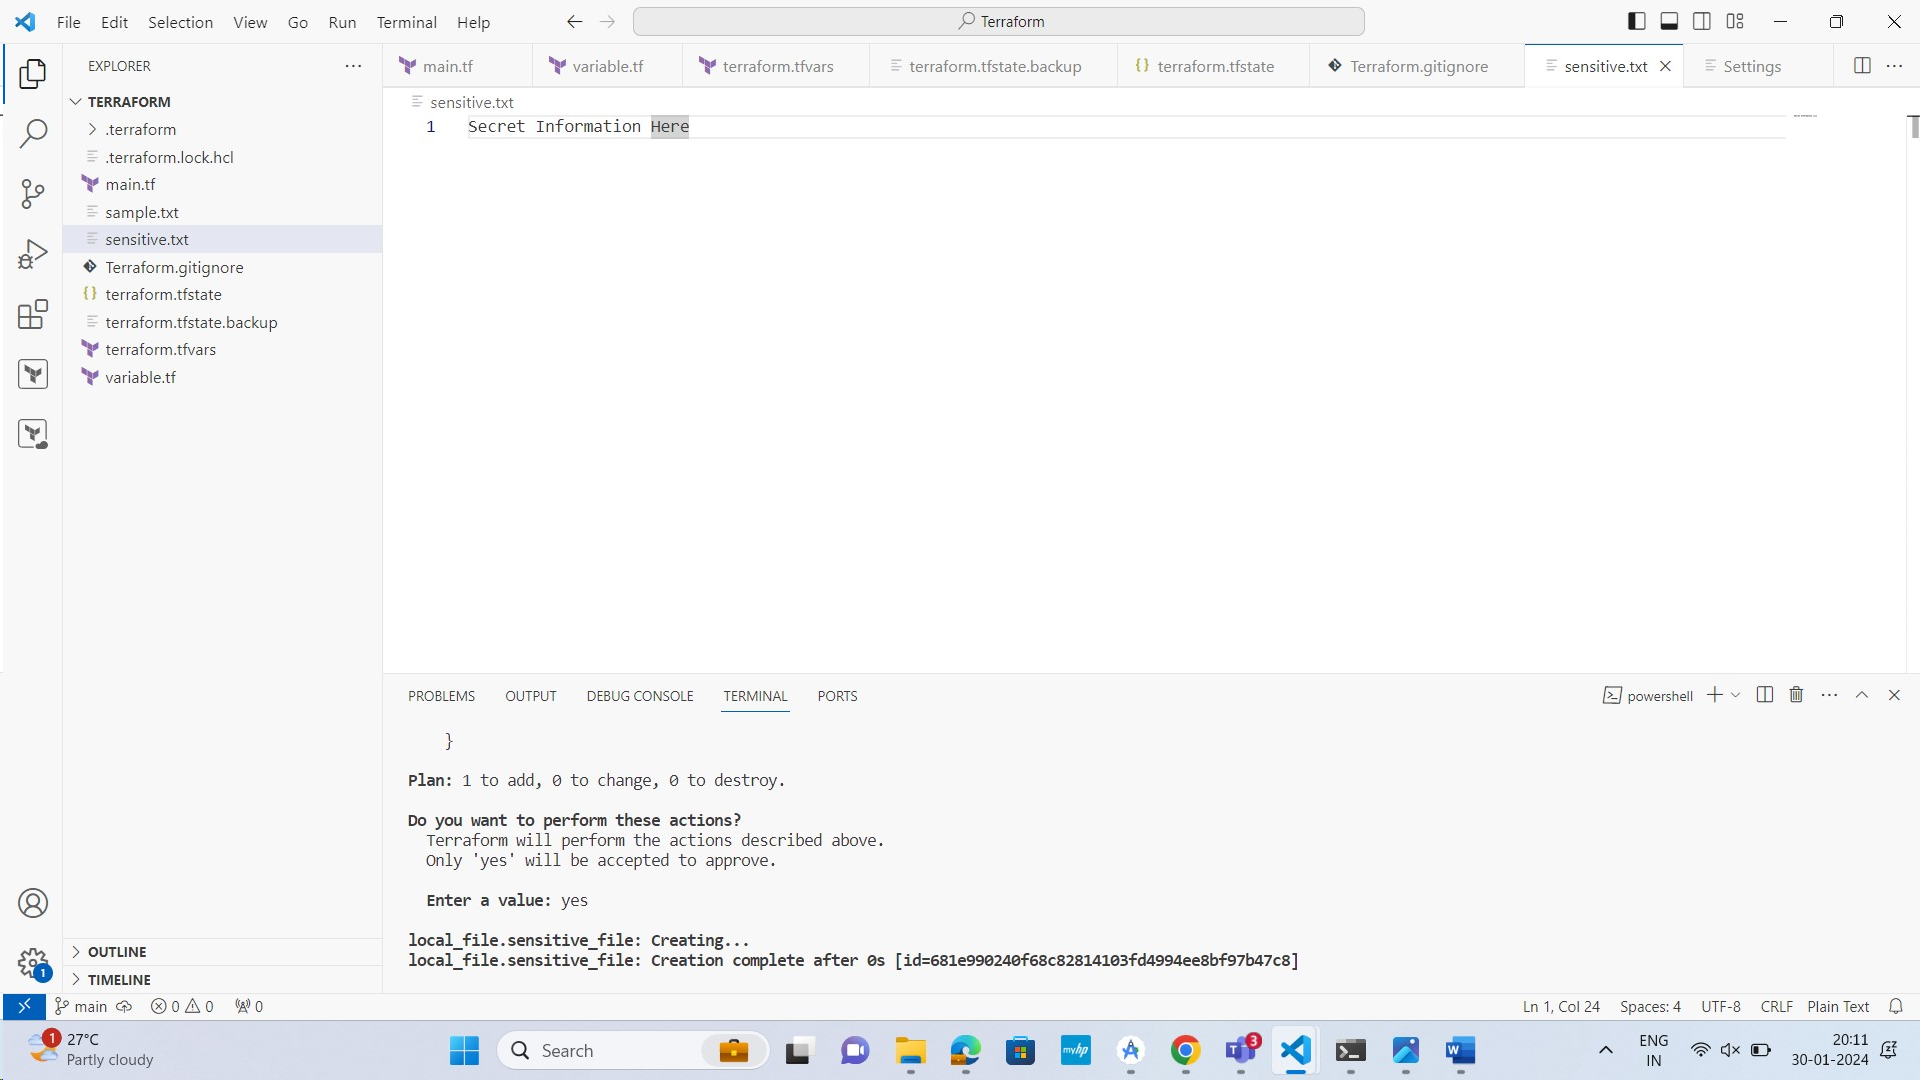 File Edit Selection View Go Run Terminal Help
Terraform
EXPLORER
main.tf
variable.tf
terraform.tfvars
terraform.tfstate.backup
{} terraform.tfstate
Terraform.gitignore
sensitive.txt
Settings
TERRAFORM
.terraform
.terraform.lock.hcl
main.tf
sample.txt
sensitive.txt
Terraform.gitignore
{} terraform.tfstate
terraform.tfstate.backup
terraform.tfvars
variable.tf
sensitive.txt
1 Secret Information Here
PROBLEMS OUTPUT DEBUG CONSOLE TERMINAL PORTS
powershell
}
Plan: 1 to add, 0 to change, 0 to destroy.
Do you want to perform these actions?
Terraform will perform the actions described above.
Only 'yes' will be accepted to approve.
Enter a value: yes
local_file.sensitive_file: Creating...
local_file.sensitive_file: Creation complete after 0s [id=681e990240f68c82814103fd4994ee8bf97b47c8]
OUTLINE
TIMELINE
1
main 0 0 0
Ln 1, Col 24 Spaces: 4 UTF-8 CRLF Plain Text
1
27°C
Partly cloudy
Search
myhp
3
W
ENG
IN
20:11
30-01-2024